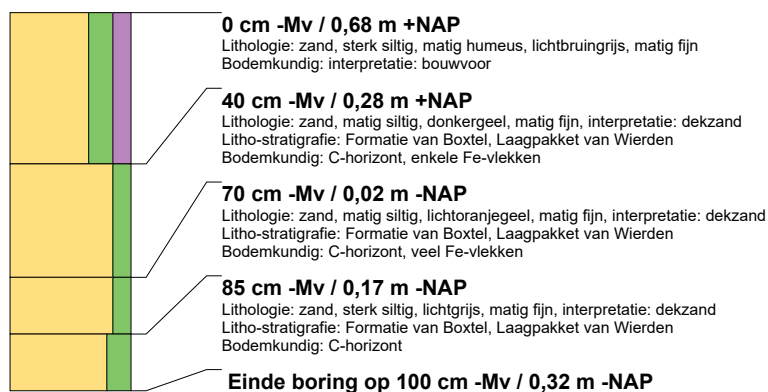 0 cm -Mv / 0,68 m +NAP
Lithologie: zand, sterk siltig, matig humeus, lichtbruingrijs, matig fijn
Bodemkundig: interpretatie: bouwvoor
40 cm -Mv / 0,28 m +NAP
Lithologie: zand, matig siltig, donkergeel, matig fijn, interpretatie: dekzand
Litho-stratigrafie: Formatie van Boxtel, Laagpakket van Wierden
Bodemkundig: C-horizont, enkele Fe-vlekken
70 cm -Mv / 0,02 m -NAP
Lithologie: zand, matig siltig, lichtoranjegeel, matig fijn, interpretatie: dekzand
Litho-stratigrafie: Formatie van Boxtel, Laagpakket van Wierden
Bodemkundig: C-horizont, veel Fe-vlekken
85 cm -Mv / 0,17 m -NAP
Lithologie: zand, sterk siltig, lichtgrijs, matig fijn, interpretatie: dekzand
Litho-stratigrafie: Formatie van Boxtel, Laagpakket van Wierden
Bodemkundig: C-horizont
Einde boring op 100 cm -Mv / 0,32 m -NAP